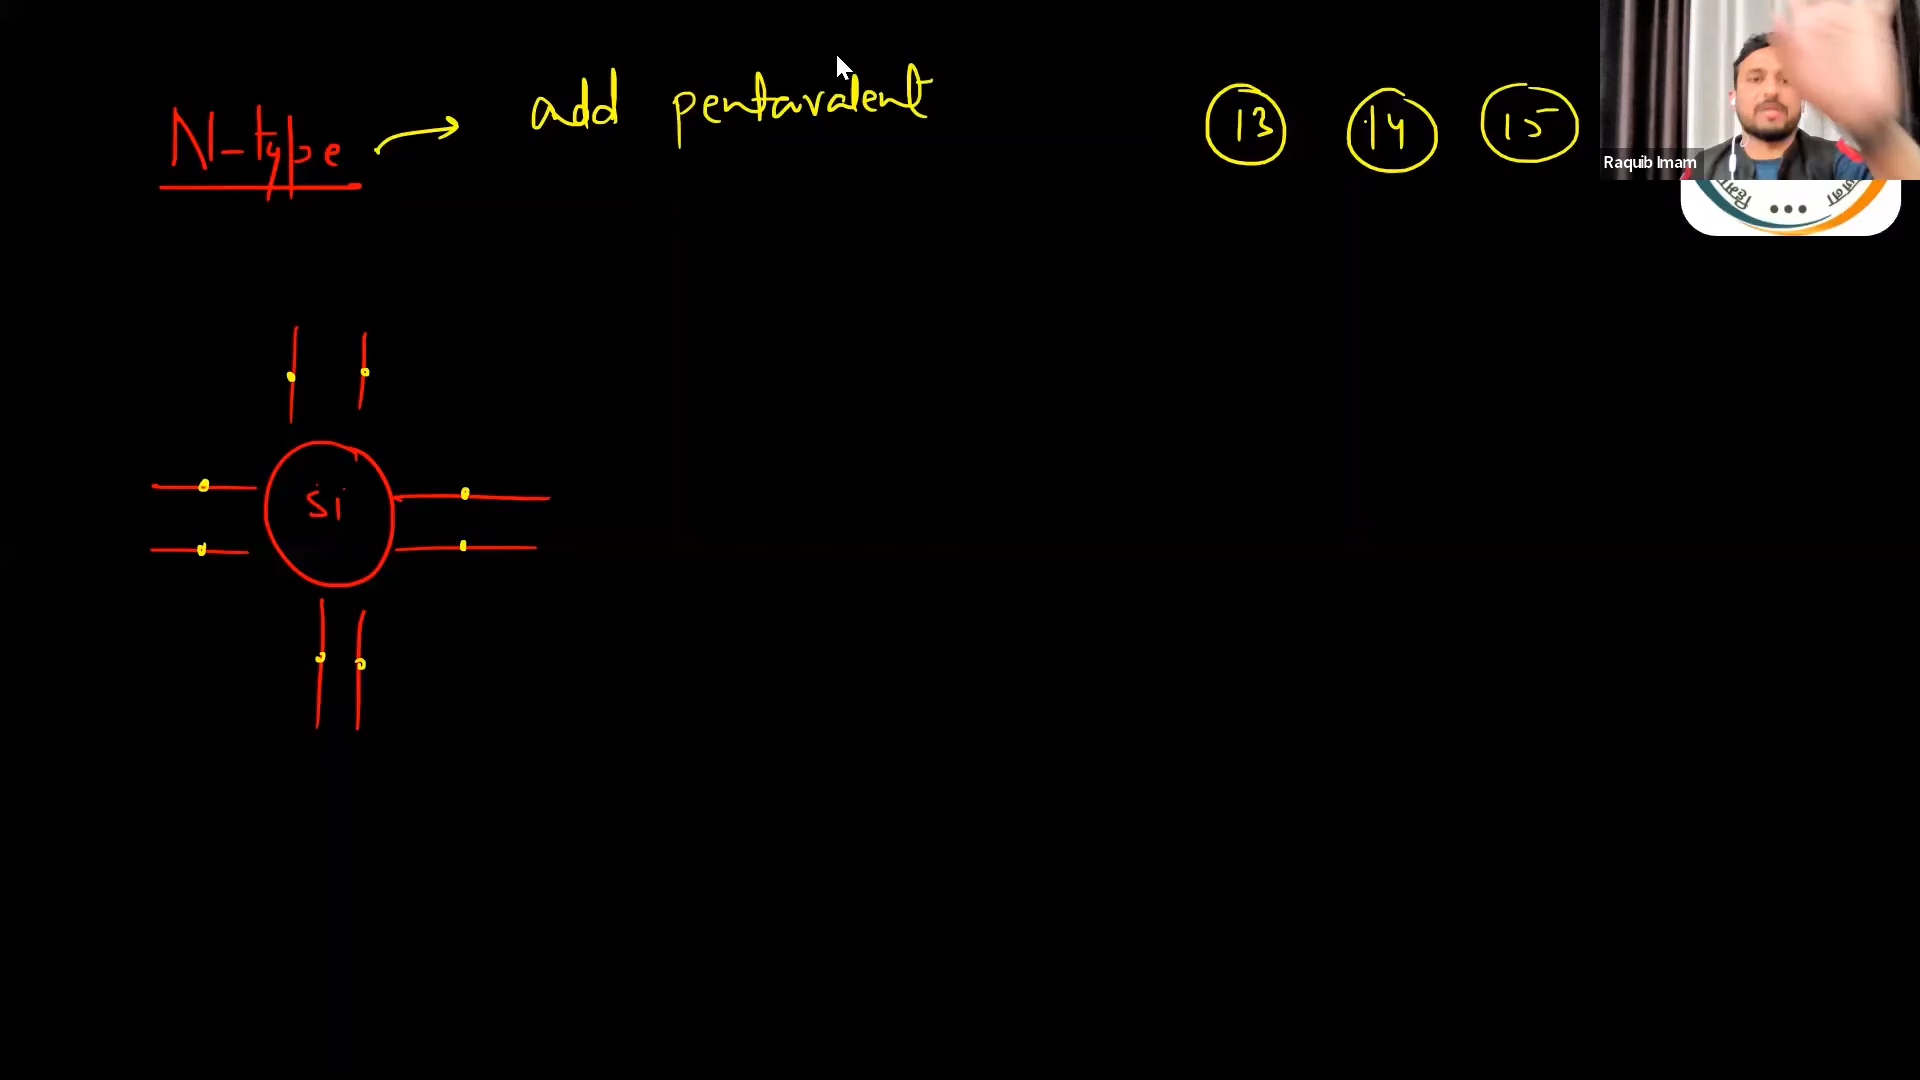 N-type → add pentavalent
13 14 15
Raquib Imam
Si